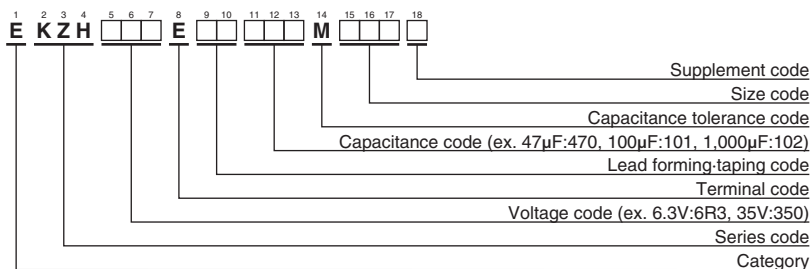 1 2 3 4 5 6 7 8 9 10 11 12 13 14 15 16 17 18
E K Z H E M
Supplement code
Size code
Capacitance tolerance code
Capacitance code (ex. 47µF:470, 100µF:101, 1,000µF:102)
Lead forming·taping code
Terminal code
Voltage code (ex. 6.3V:6R3, 35V:350)
Series code
Category